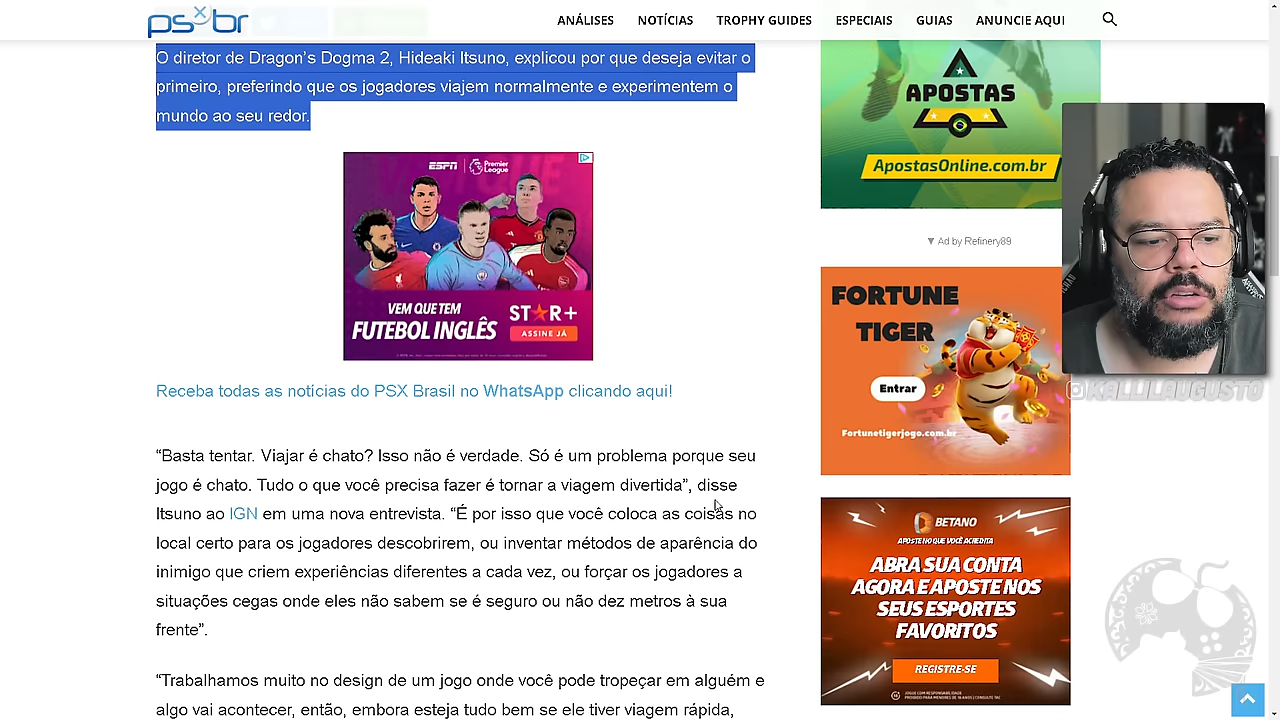 psxbr
ANÁLISES
NOTÍCIAS
TROPHY GUIDES
ESPECIAIS
GUIAS
ANUNCIE AQUI
O diretor de Dragon’s Dogma 2, Hideaki Itsuno, explicou por que deseja evitar o
primeiro, preferindo que os jogadores viajem normalmente e experimentem o
mundo ao seu redor.
ESPN Premier League
VEM QUE TEM
FUTEBOL INGLÊS
STAR+
ASSINE JÁ
Receba todas as notícias do PSX Brasil no WhatsApp clicando aqui!
“Basta tentar. Viajar é chato? Isso não é verdade. Só é um problema porque seu
jogo é chato. Tudo o que você precisa fazer é tornar a viagem divertida”, disse
Itsuno ao IGN em uma nova entrevista. “É por isso que você coloca as coisas no
local certo para os jogadores descobrirem, ou inventar métodos de aparência do
inimigo que criem experiências diferentes a cada vez, ou forçar os jogadores a
situações cegas onde eles não sabem se é seguro ou não dez metros à sua
frente”.
“Trabalhamos muito no design de um jogo onde você pode tropeçar em alguém e
algo vai acontecer, então, embora esteja tudo bem se ele tiver viagem rápida,
APOSTAS
ApostasOnline.com.br
▼ Ad by Refinery89
FORTUNE
TIGER
Entrar
Fortunetigerjogo.com.br
BETANO
APOSTE NO QUE VOCÊ ACREDITA
ABRA SUA CONTA
AGORA E APOSTE NOS
SEUS ESPORTES
FAVORITOS
REGISTRE-SE
@KALLILAUGUSTO